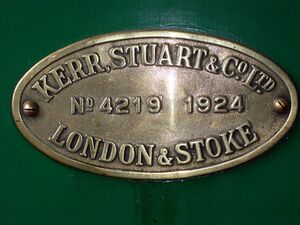 KERR, STUART & Co. LTD
No 4219 1924
LONDON & STOKE